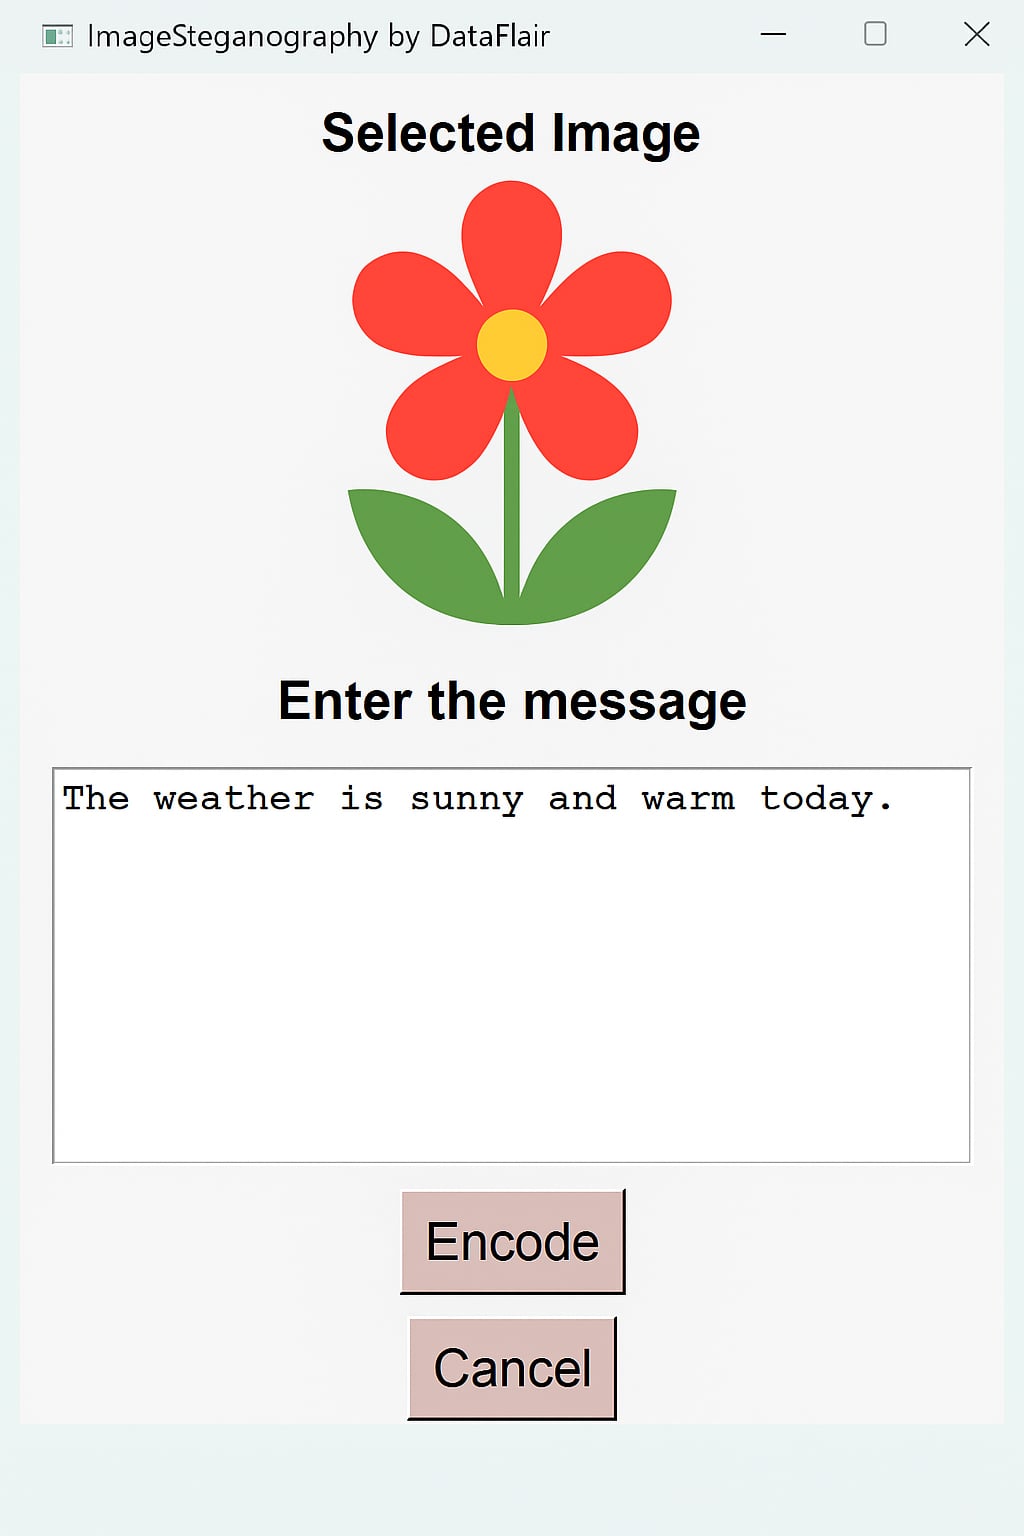 ImageSteganography by DataFlair
Selected Image
Enter the message
The weather is sunny and warm today.
Encode
Cancel